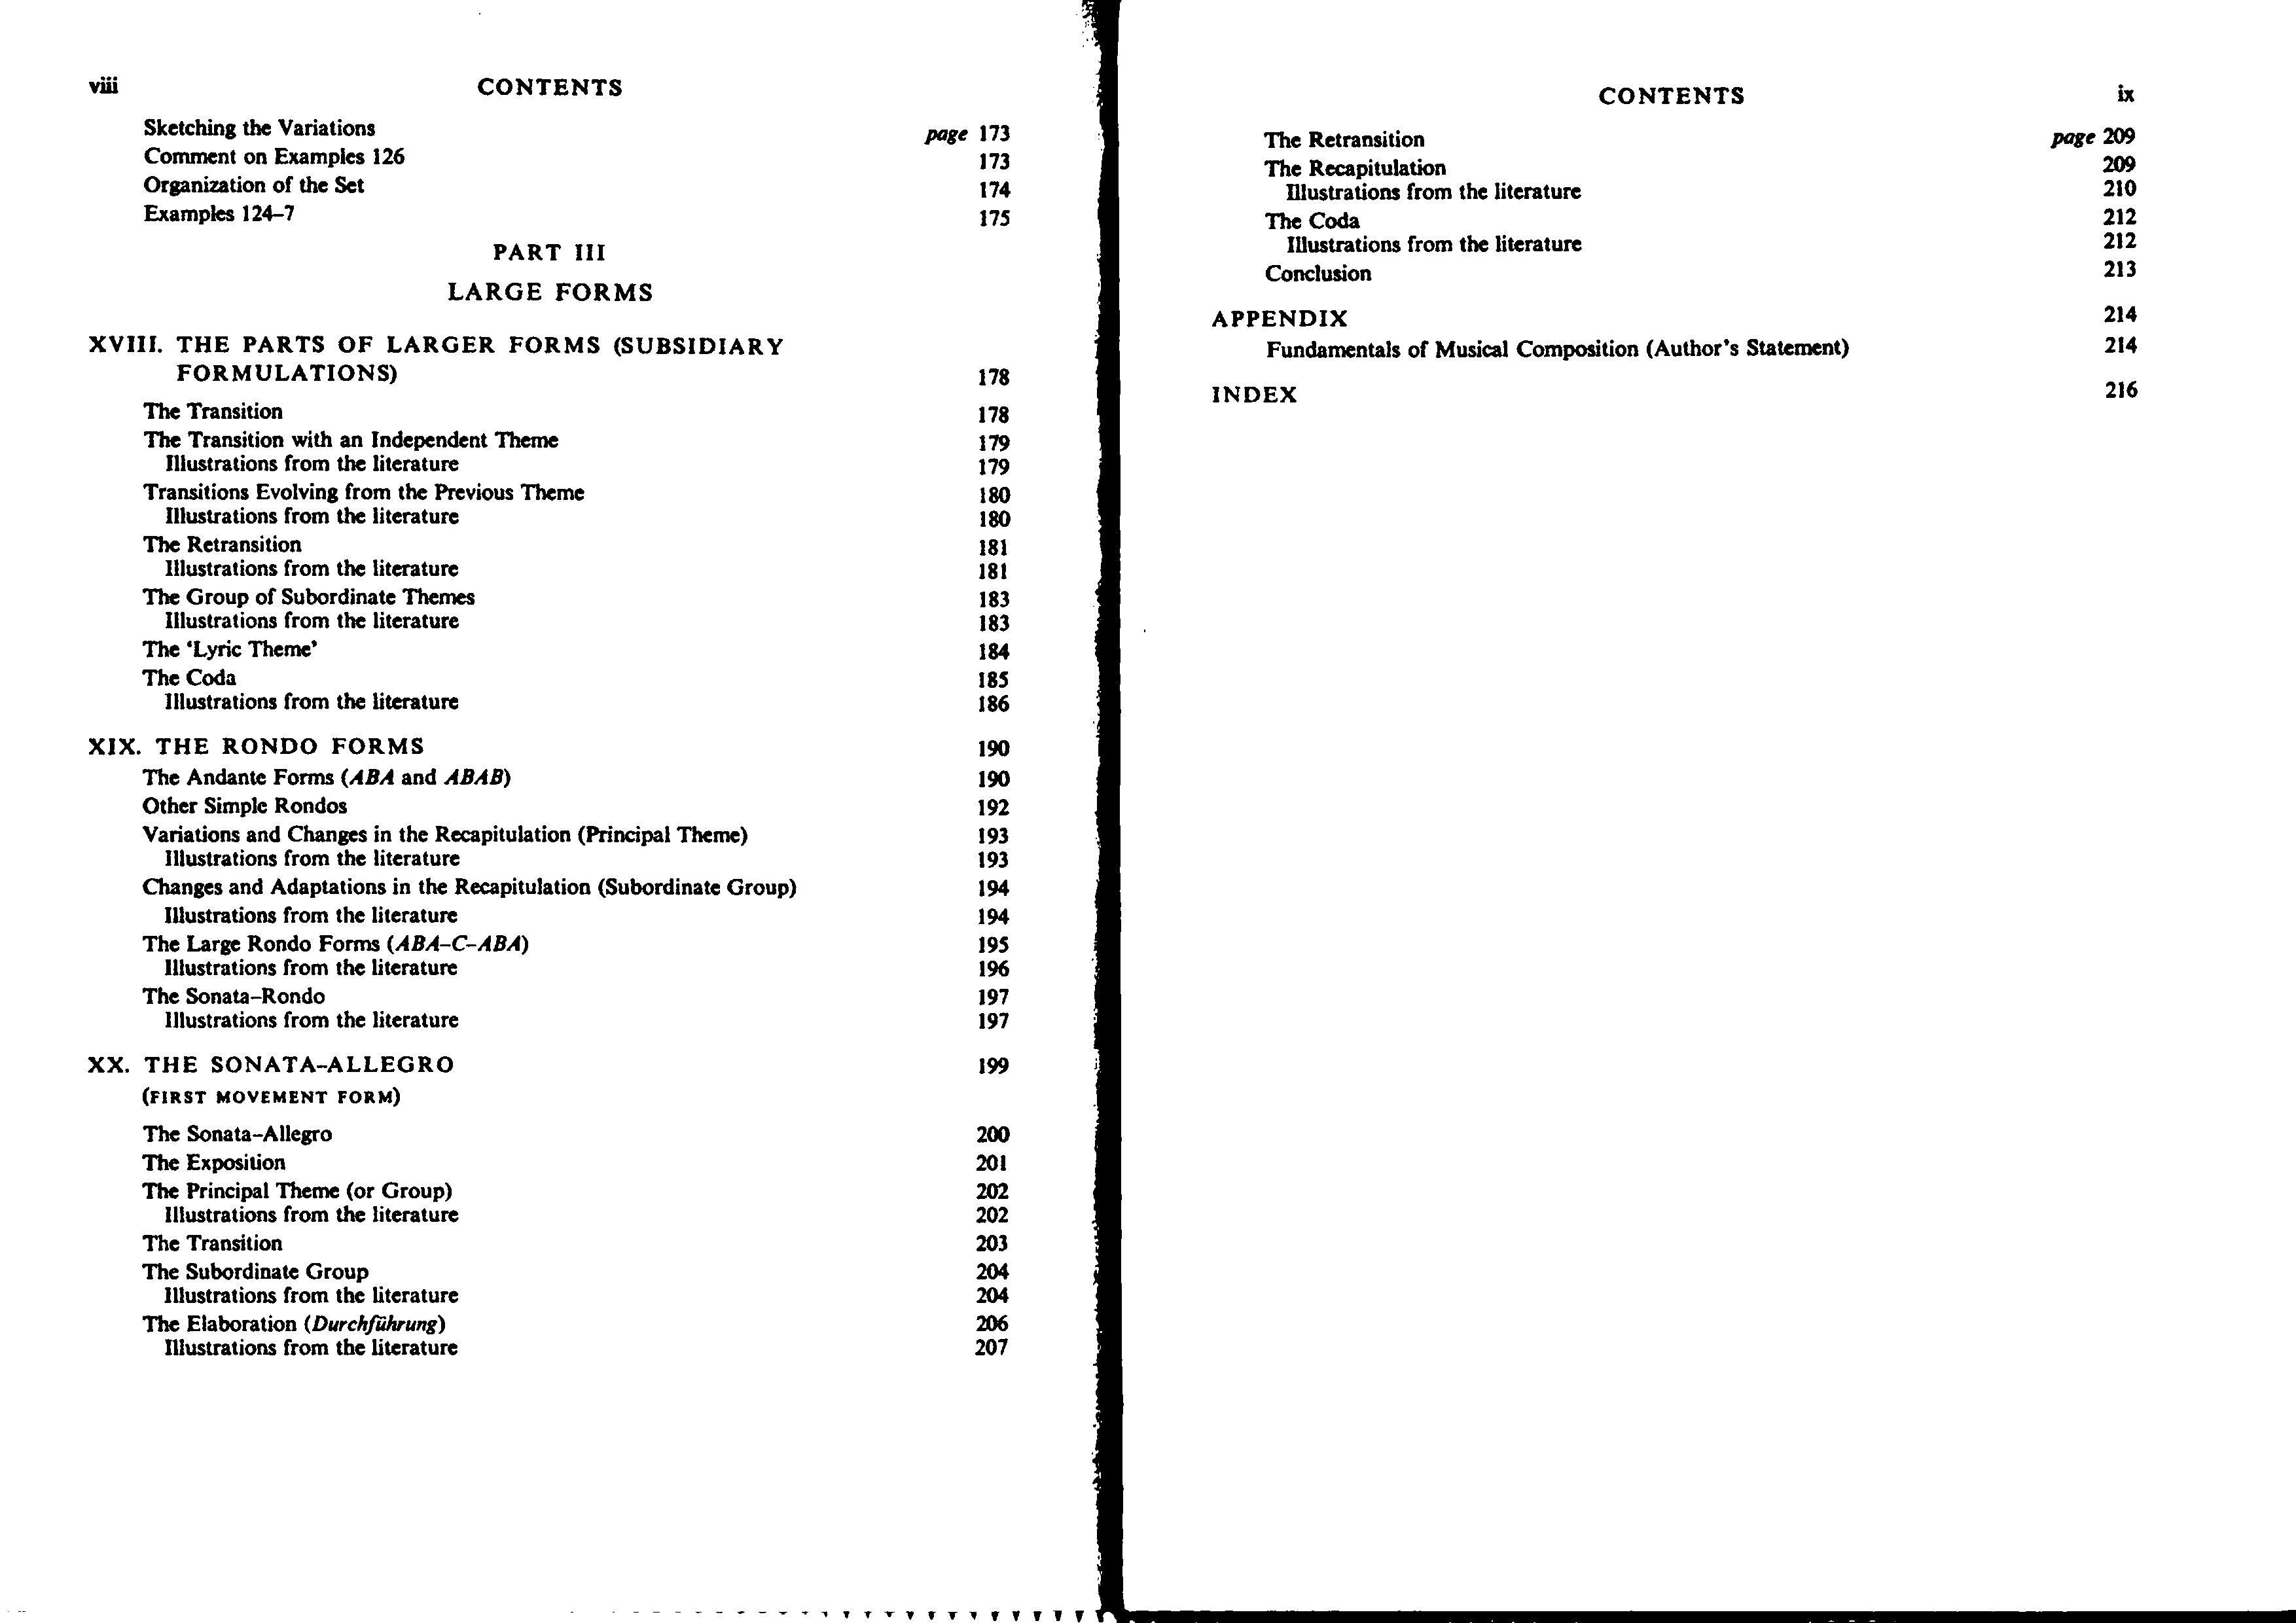 viii CONTENTS
Sketching the Variations page 173
Comment on Examples 126 173
Organization of the Set 174
Examples 124–7 175
PART III
LARGE FORMS
XVIII. THE PARTS OF LARGER FORMS (SUBSIDIARY
FORMULATIONS) 178
The Transition 178
The Transition with an Independent Theme 179
Illustrations from the literature 179
Transitions Evolving from the Previous Theme 180
Illustrations from the literature 180
The Retransition 181
Illustrations from the literature 181
The Group of Subordinate Themes 183
Illustrations from the literature 183
The ‘Lyric Theme’ 184
The Coda 185
Illustrations from the literature 186
XIX. THE RONDO FORMS 190
The Andante Forms (ABA and ABAB) 190
Other Simple Rondos 192
Variations and Changes in the Recapitulation (Principal Theme) 193
Illustrations from the literature 193
Changes and Adaptations in the Recapitulation (Subordinate Group) 194
Illustrations from the literature 194
The Large Rondo Forms (ABA–C–ABA) 195
Illustrations from the literature 196
The Sonata–Rondo 197
Illustrations from the literature 197
XX. THE SONATA–ALLEGRO 199
(FIRST MOVEMENT FORM)
The Sonata–Allegro 200
The Exposition 201
The Principal Theme (or Group) 202
Illustrations from the literature 202
The Transition 203
The Subordinate Group 204
Illustrations from the literature 204
The Elaboration (Durchführung) 206
Illustrations from the literature 207
CONTENTS ix
The Retransition page 209
The Recapitulation 209
Illustrations from the literature 210
The Coda 212
Illustrations from the literature 212
Conclusion 213
APPENDIX 214
Fundamentals of Musical Composition (Author's Statement) 214
INDEX 216